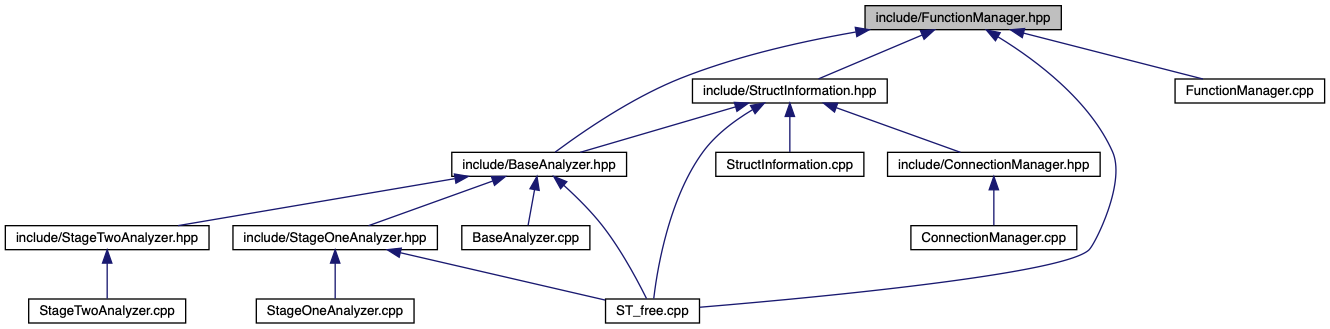 include/FunctionManager.hpp
include/StructInformation.hpp
FunctionManager.cpp
include/BaseAnalyzer.hpp
StructInformation.cpp
include/ConnectionManager.hpp
include/StageTwoAnalyzer.hpp
include/StageOneAnalyzer.hpp
BaseAnalyzer.cpp
ConnectionManager.cpp
StageTwoAnalyzer.cpp
StageOneAnalyzer.cpp
ST_free.cpp